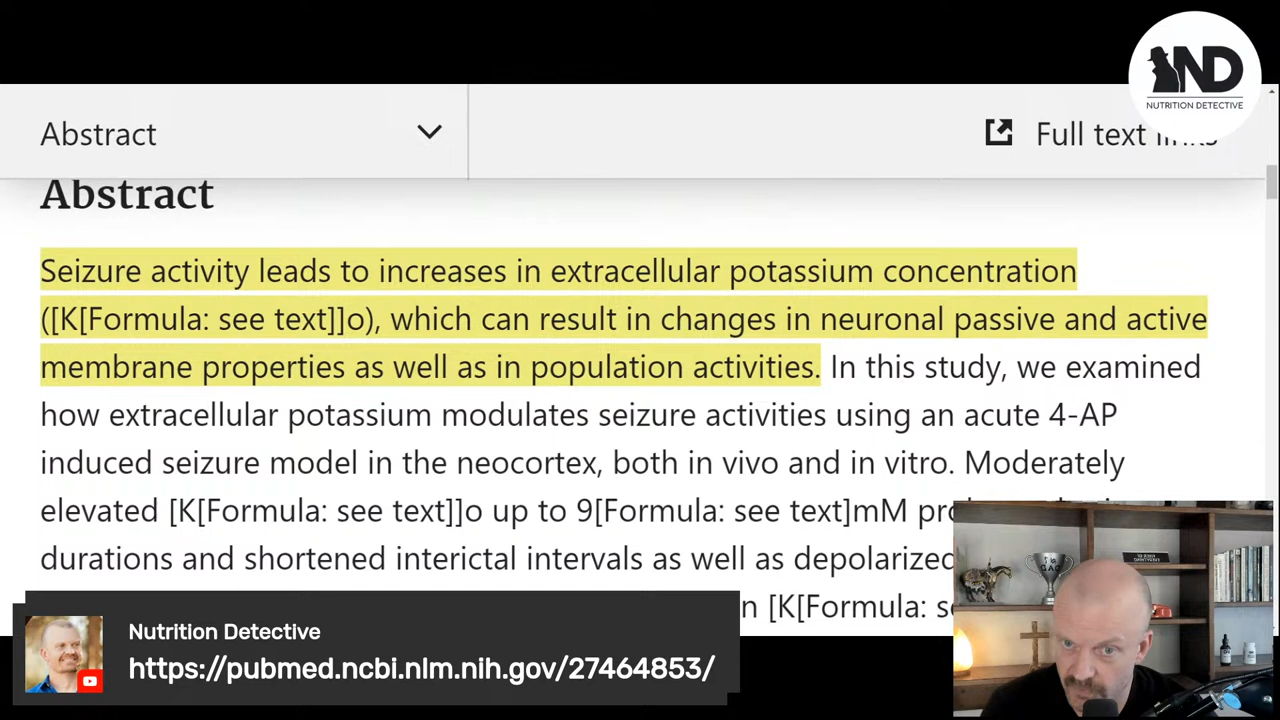 ND
NUTRITION DETECTIVE
Abstract
Full text links
Abstract
Seizure activity leads to increases in extracellular potassium concentration
([K[Formula: see text]]o), which can result in changes in neuronal passive and active
membrane properties as well as in population activities. In this study, we examined
how extracellular potassium modulates seizure activities using an acute 4-AP
induced seizure model in the neocortex, both in vivo and in vitro. Moderately
elevated [K[Formula: see text]]o up to 9[Formula: see text]mM
durations and shortened interictal intervals as well as depolarized
[K[Formula:
Nutrition Detective
https://pubmed.ncbi.nlm.nih.gov/27464853/